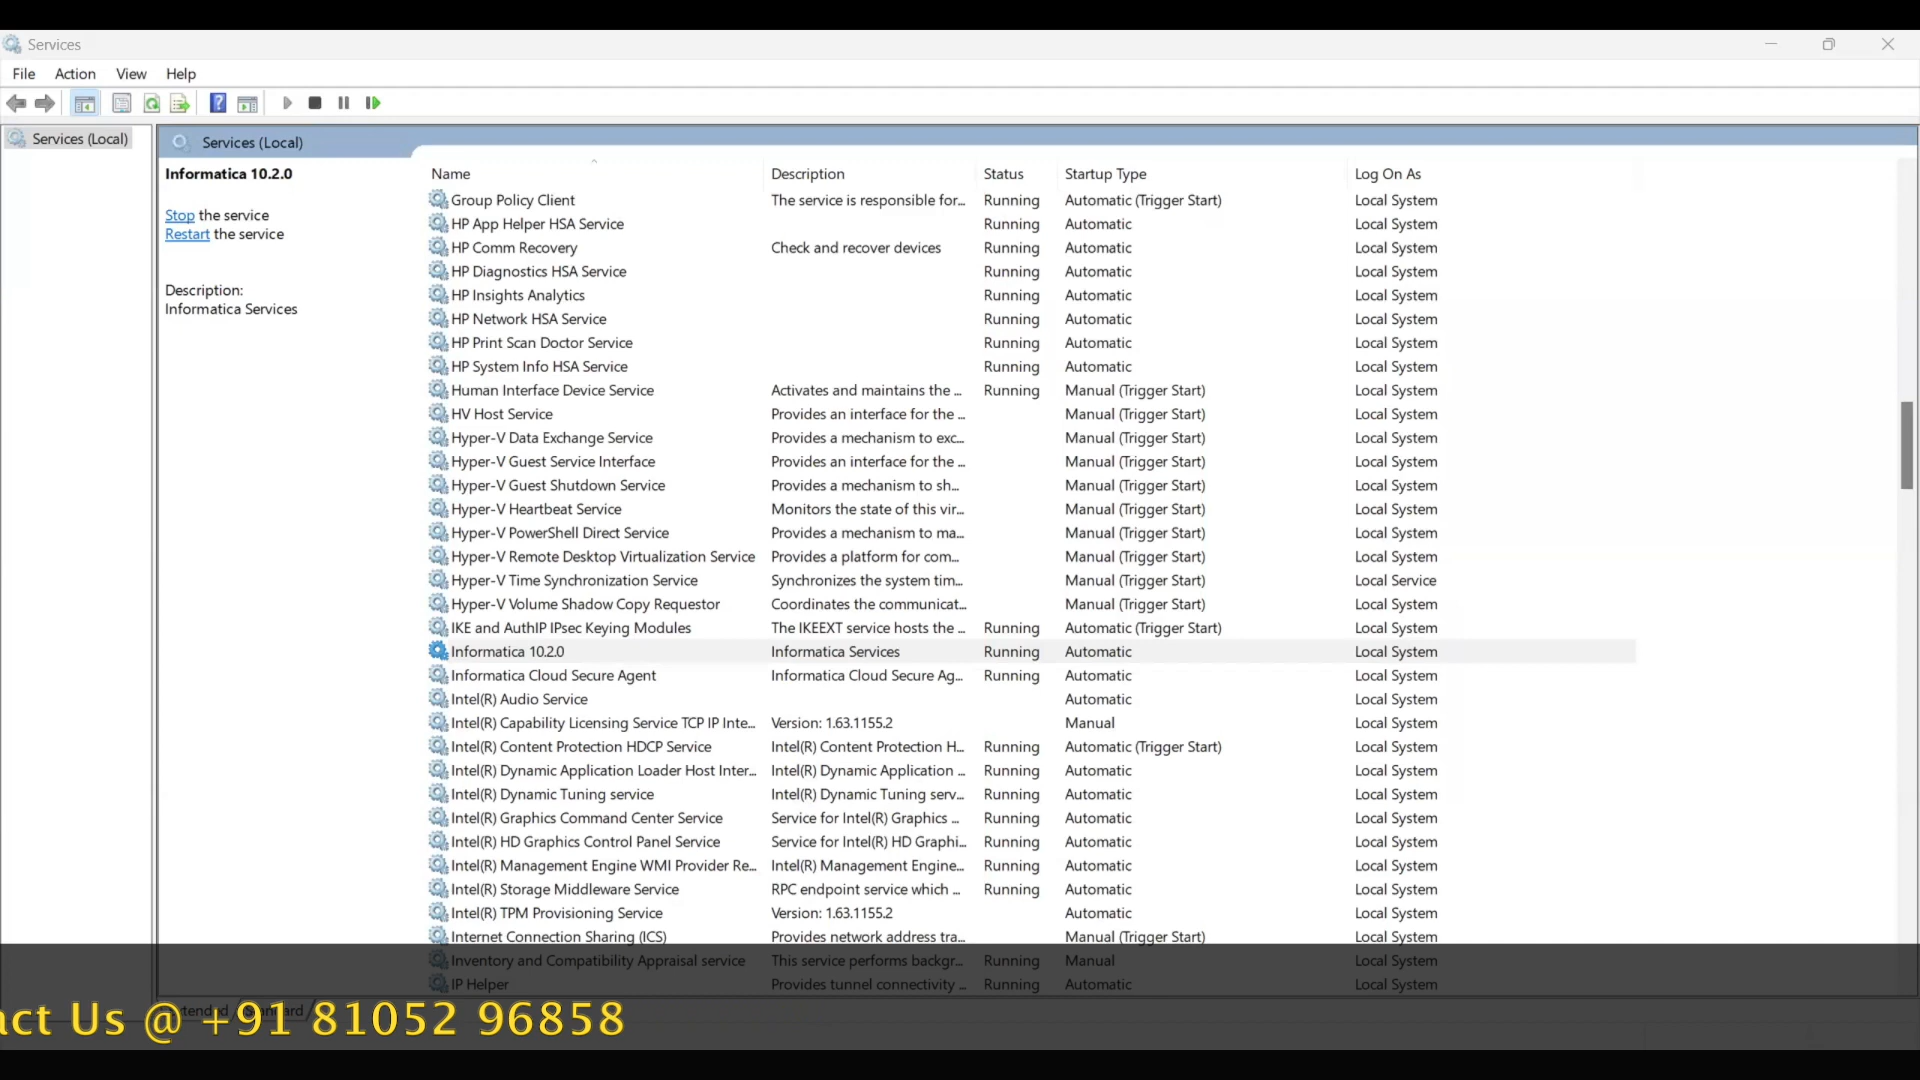 Services
File Action View Help
Services (Local)
Services (Local)
Informatica 10.2.0
Stop the service
Restart the service
Description:
Informatica Services
Name Description Status Startup Type Log On As
Group Policy Client The service is responsible for... Running Automatic (Trigger Start) Local System
HP App Helper HSA Service Running Automatic Local System
HP Comm Recovery Check and recover devices Running Automatic Local System
HP Diagnostics HSA Service Running Automatic Local System
HP Insights Analytics Running Automatic Local System
HP Network HSA Service Running Automatic Local System
HP Print Scan Doctor Service Running Automatic Local System
HP System Info HSA Service Running Automatic Local System
Human Interface Device Service Activates and maintains the ... Running Manual (Trigger Start) Local System
HV Host Service Provides an interface for the ... Manual (Trigger Start) Local System
Hyper-V Data Exchange Service Provides a mechanism to exc... Manual (Trigger Start) Local System
Hyper-V Guest Service Interface Provides an interface for the ... Manual (Trigger Start) Local System
Hyper-V Guest Shutdown Service Provides a mechanism to sh... Manual (Trigger Start) Local System
Hyper-V Heartbeat Service Monitors the state of this vir... Manual (Trigger Start) Local System
Hyper-V PowerShell Direct Service Provides a mechanism to ma... Manual (Trigger Start) Local System
Hyper-V Remote Desktop Virtualization Service Provides a platform for com... Manual (Trigger Start) Local System
Hyper-V Time Synchronization Service Synchronizes the system tim... Manual (Trigger Start) Local Service
Hyper-V Volume Shadow Copy Requestor Coordinates the communicat... Manual (Trigger Start) Local System
IKE and AuthIP IPsec Keying Modules The IKEEXT service hosts the ... Running Automatic (Trigger Start) Local System
Informatica 10.2.0 Informatica Services Running Automatic Local System
Informatica Cloud Secure Agent Informatica Cloud Secure Ag... Running Automatic Local System
Intel(R) Audio Service Automatic Local System
Intel(R) Capability Licensing Service TCP IP Inte... Version: 1.63.1155.2 Manual Local System
Intel(R) Content Protection HDCP Service Intel(R) Content Protection H... Running Automatic (Trigger Start) Local System
Intel(R) Dynamic Application Loader Host Inter... Intel(R) Dynamic Application ... Running Automatic Local System
Intel(R) Dynamic Tuning service Intel(R) Dynamic Tuning serv... Running Automatic Local System
Intel(R) Graphics Command Center Service Service for Intel(R) Graphics ... Running Automatic Local System
Intel(R) HD Graphics Control Panel Service Service for Intel(R) HD Graphi... Running Automatic Local System
Intel(R) Management Engine WMI Provider Re... Intel(R) Management Engine... Running Automatic Local System
Intel(R) Storage Middleware Service RPC endpoint service which ... Running Automatic Local System
Intel(R) TPM Provisioning Service Version: 1.63.1155.2 Automatic Local System
Internet Connection Sharing (ICS) Provides network address tra... Manual (Trigger Start) Local System
Inventory and Compatibility Appraisal service This service performs backgr... Running Manual Local System
IP Helper Provides tunnel connectivity ... Running Automatic Local System
act Us @ +91 81052 96858